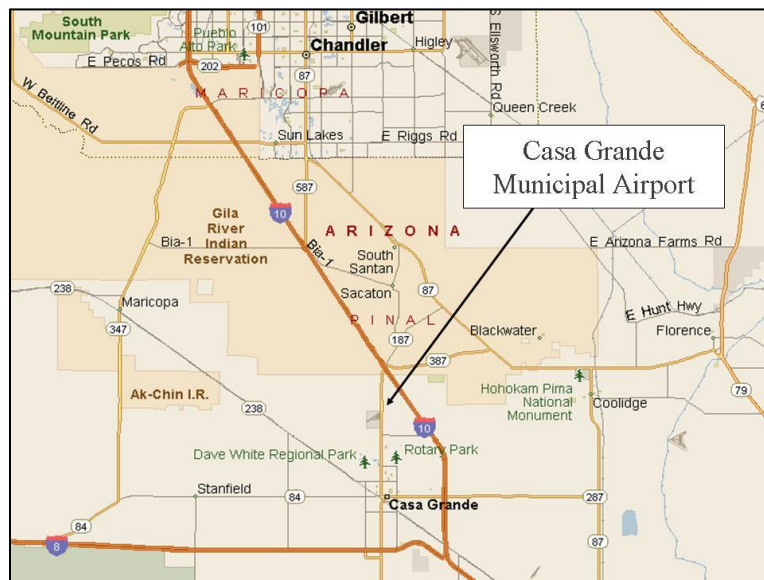 South
Mountain Park
Pueblo
Alto Park
101
Gilbert
Chandler
Higley
S Ellsworth Rd
E Pecos Rd
202
87
MARICOPA
W Beltline Rd
Queen Creek
Sun Lakes
E Riggs Rd
Casa Grande
Municipal Airport
587
10
Gila
River
Indian
Reservation
ARIZONA
Bia-1
Bia-1
South
Santan
E Arizona Farms Rd
238
Sacaton
87
Maricopa
E Hunt Hwy
347
PINAL
187
Blackwater
Florence
387
Ak-Chin I.R.
Hohokam Pima
National
Monument
79
Coolidge
238
10
Dave White Regional Park
Rotary Park
Stanfield
84
287
Casa Grande
84
87
8